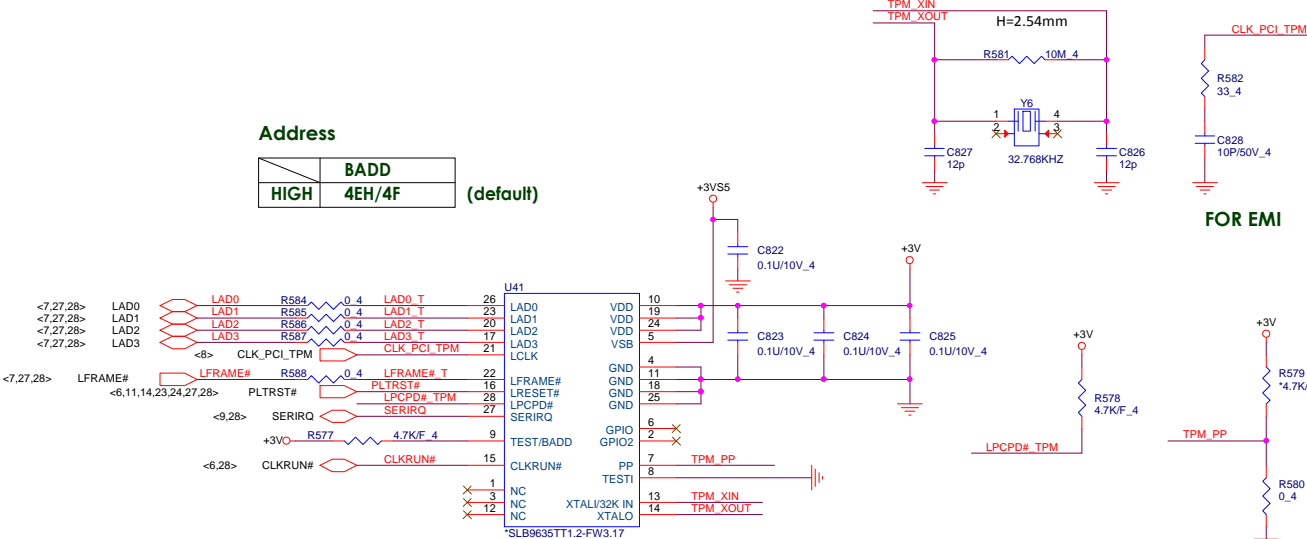 TPM_XIN
TPM_XOUT
H=2.54mm
CLK_PCI_TPM
R581
10M_4
R582
33_4
Y6
1
4
2
3
C827
12p
32.768KHZ
C826
12p
C828
10P/50V_4
FOR EMI
Address
BADD
HIGH
4EH/4F
(default)
+3VS5
C822
0.1U/10V_4
+3V
U41
<7,27,28>
LAD0
LAD0
R584
0_4
LAD0_T
26
LAD0
VDD
10
<7,27,28>
LAD1
LAD1
R585
0_4
LAD1_T
23
LAD1
VDD
19
<7,27,28>
LAD2
LAD2
R586
0_4
LAD2_T
20
LAD2
VDD
24
<7,27,28>
LAD3
LAD3
R587
0_4
LAD3_T
17
LAD3
VSB
5
<8>
CLK_PCI_TPM
CLK_PCI_TPM
21
LCLK
C823
0.1U/10V_4
C824
0.1U/10V_4
C825
0.1U/10V_4
GND
4
<7,27,28>
LFRAME#
LFRAME#
R588
0_4
LFRAME#_T
22
LFRAME#
GND
11
<6,11,14,23,24,27,28>
PLTRST#
PLTRST#
16
LRESET#
GND
18
LPCPD#_TPM
28
LPCPD#
GND
25
<9,28>
SERIRQ
SERIRQ
27
SERIRQ
GPIO
6
+3V
R577
4.7K/F_4
9
TEST/BADD
GPIO2
2
<6,28>
CLKRUN#
CLKRUN#
15
CLKRUN#
PP
7
TPM_PP
TESTI
8
1
NC
3
NC
XTALI/32K IN
13
TPM_XIN
12
NC
XTALO
14
TPM_XOUT
*SLB9635TT1.2-FW3.17
+3V
R578
4.7K/F_4
LPCPD#_TPM
+3V
R579
*4.7K/
TPM_PP
R580
0_4